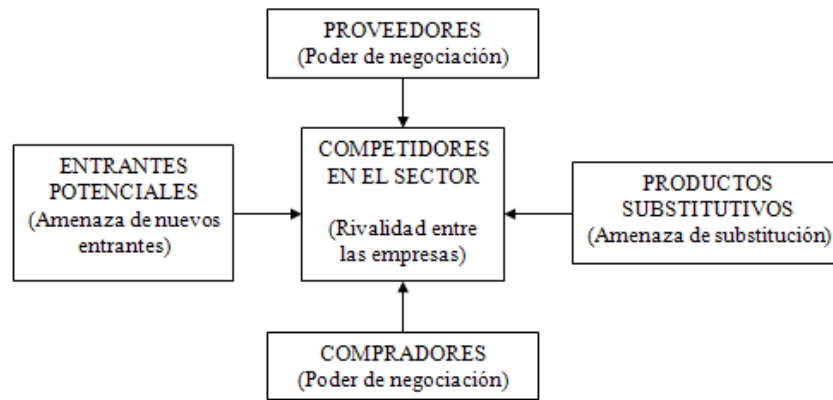 PROVEEDORES
(Poder de negociación)
ENTRANTES
POTENCIALES
(Amenaza de nuevos
entrantes)
COMPETIDORES
EN EL SECTOR
(Rivalidad entre
las empresas)
PRODUCTOS
SUBSTITUTIVOS
(Amenaza de substitución)
COMPRADORES
(Poder de negociación)